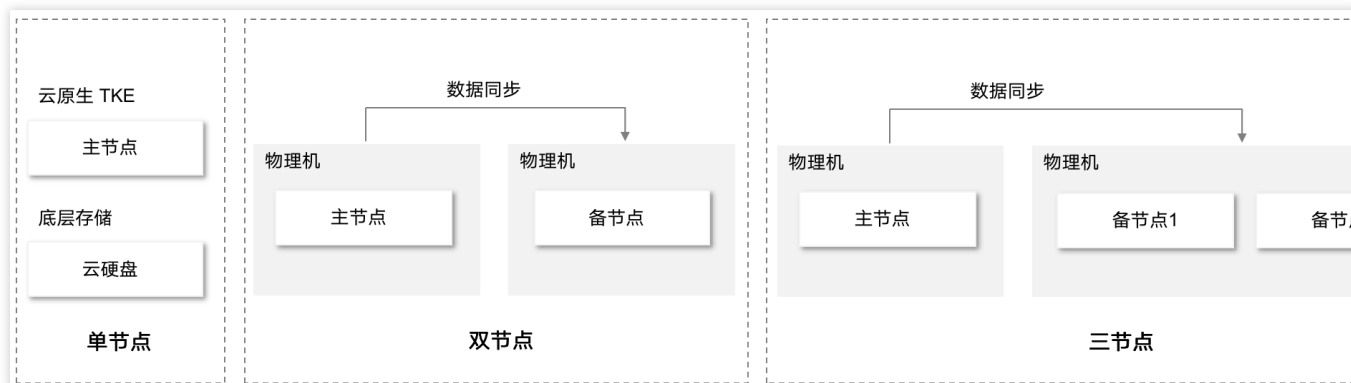 云原生 TKE
主节点
底层存储
云硬盘
单节点
数据同步
物理机
主节点
物理机
备节点
双节点
数据同步
物理机
主节点
物理机
备节点1
备节
三节点